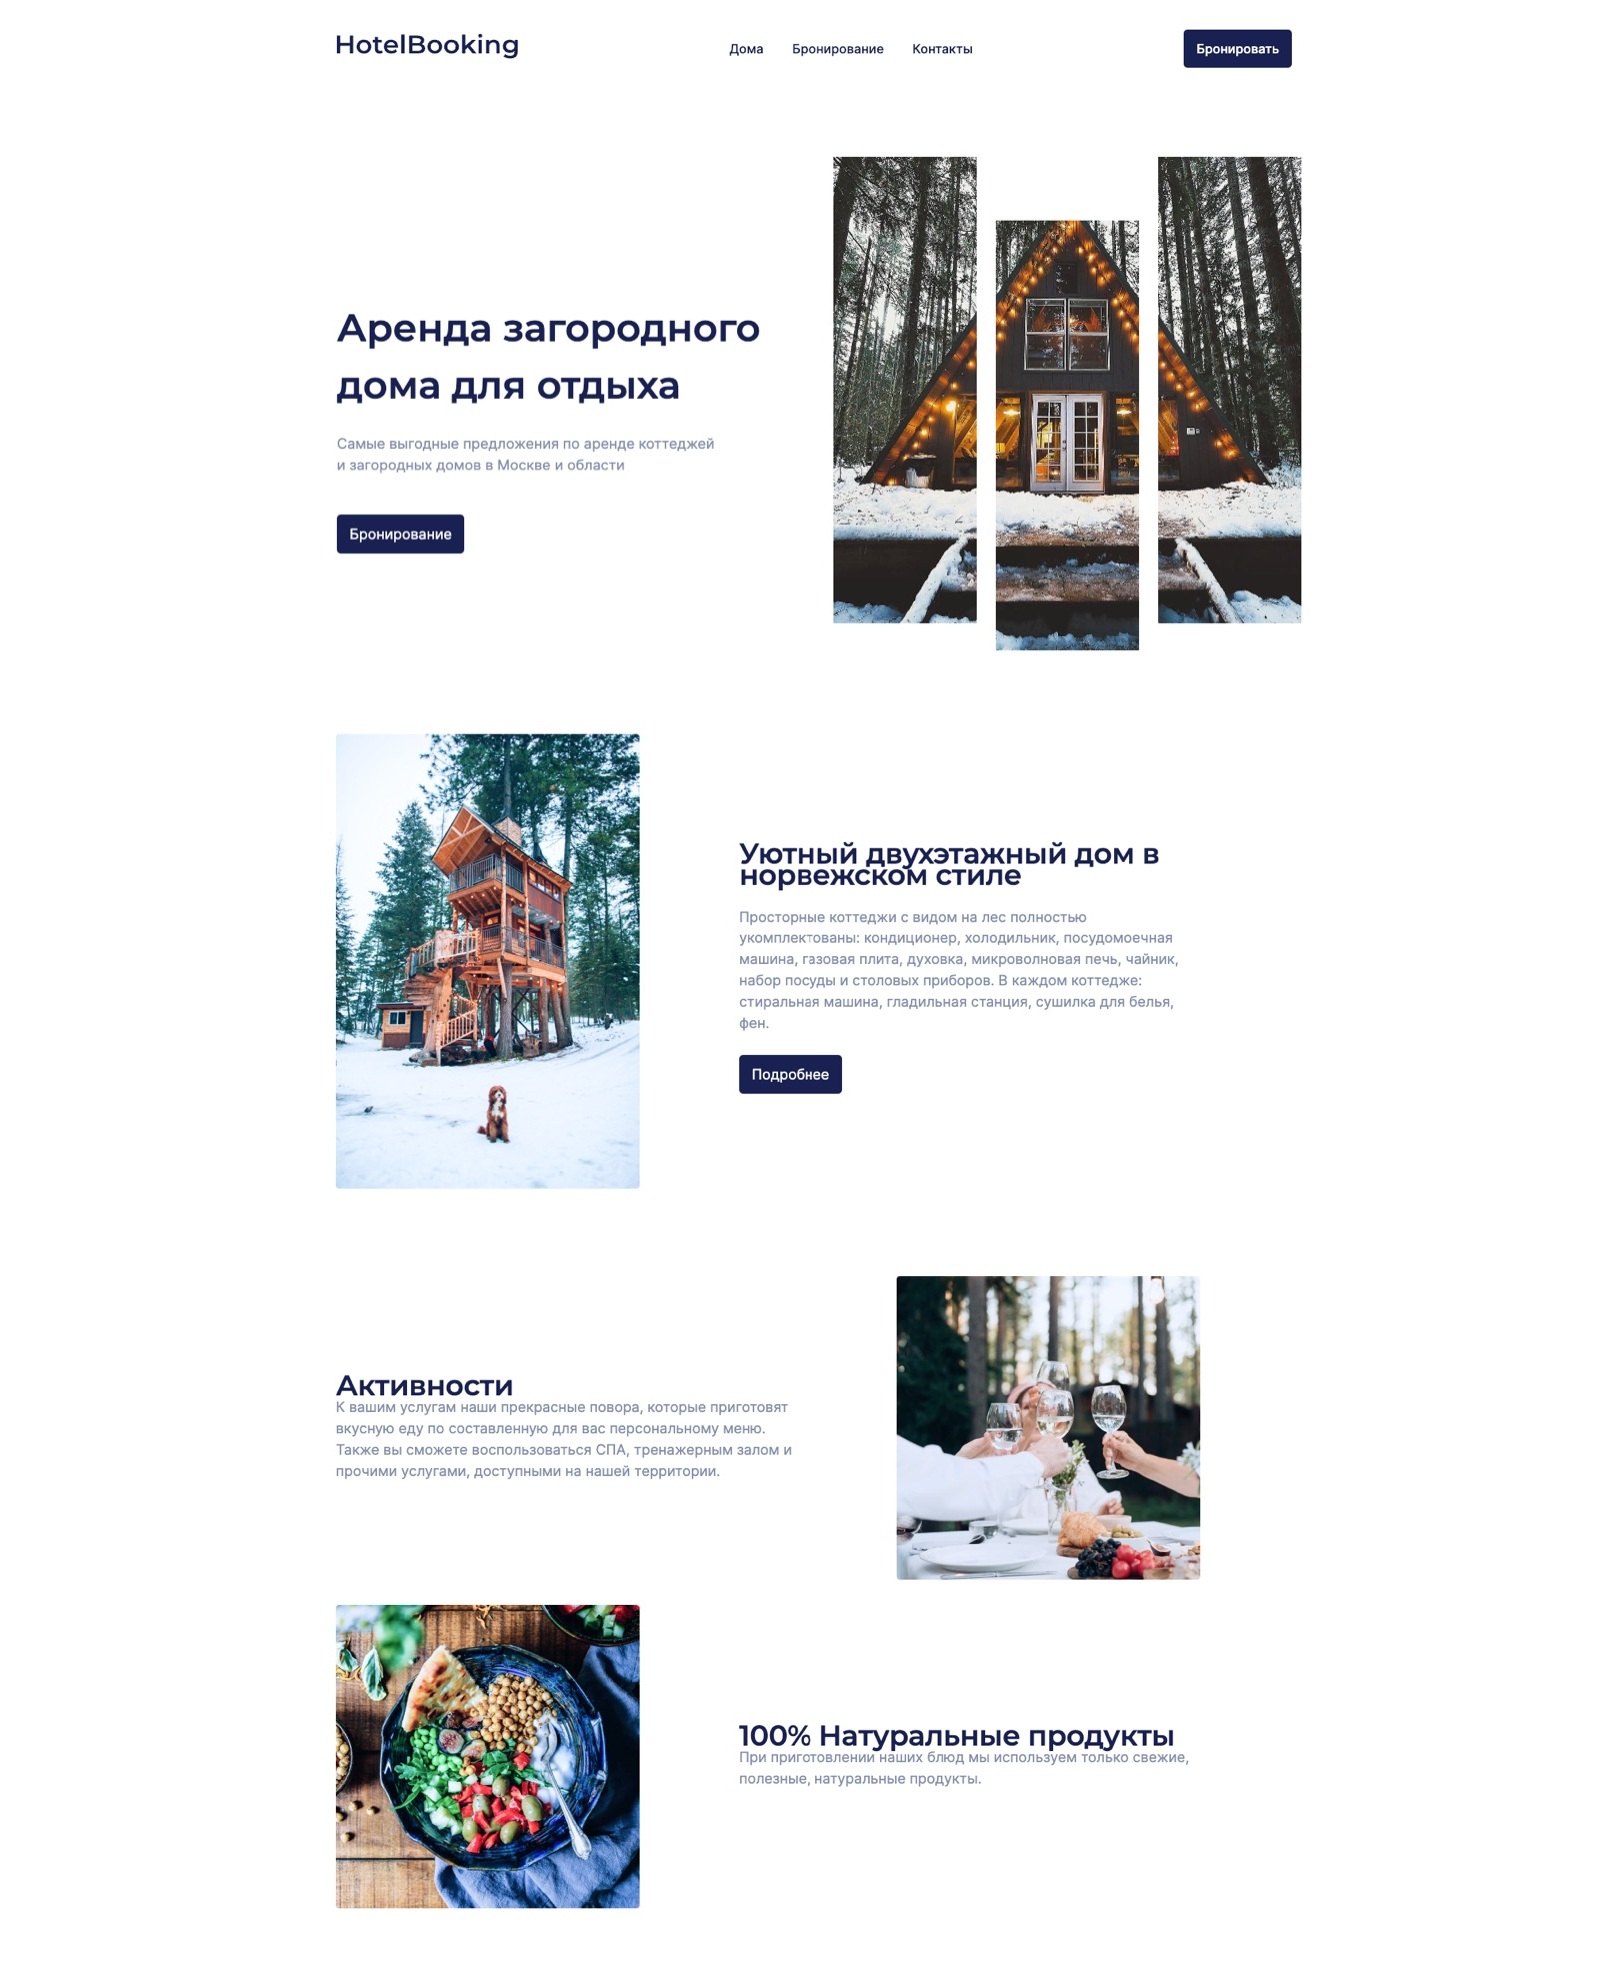 HotelBooking
Дома
Бронирование
Контакты
Бронировать
Аренда загородного
дома для отдыха
Самые выгодные предложения по аренде коттеджей
и загородных домов в Москве и области
Бронирование
Уютный двухэтажный дом в
норвежском стиле
Просторные коттеджи с видом на лес полностью
укомплектованы: кондиционер, холодильник, посудомоечная
машина, газовая плита, духовка, микроволновая печь, чайник,
набор посуды и столовых приборов. В каждом коттедже:
стиральная машина, гладильная станция, сушилка для белья,
фен.
Подробнее
Активности
К вашим услугам наши прекрасные повора, которые приготовят
вкусную еду по составленную для вас персональному меню.
Также вы сможете воспользоваться СПА, тренажерным залом и
прочими услугами, доступными на нашей территории.
100% Натуральные продукты
При приготовлении наших блюд мы используем только свежие,
полезные, натуральные продукты.